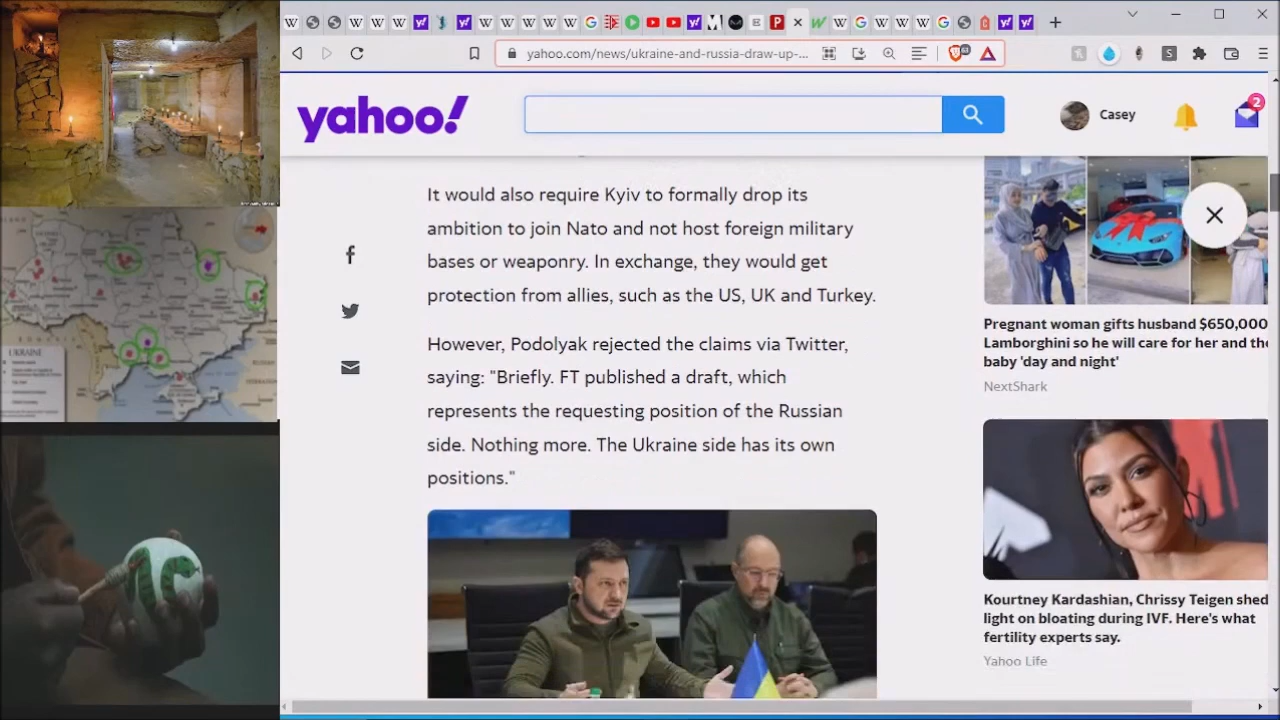 yahoo.com/news/ukraine-and-russia-draw-up-...
yahoo!
Casey
2
It would also require Kyiv to formally drop its
ambition to join Nato and not host foreign military
bases or weaponry. In exchange, they would get
protection from allies, such as the US, UK and Turkey.
However, Podolyak rejected the claims via Twitter,
saying: "Briefly. FT published a draft, which
represents the requesting position of the Russian
side. Nothing more. The Ukraine side has its own
positions."
Pregnant woman gifts husband $650,000
Lamborghini so he will care for her and the
baby 'day and night'
NextShark
Kourtney Kardashian, Chrissy Teigen shed
light on bloating during IVF. Here's what
fertility experts say.
Yahoo Life
UKRAINE